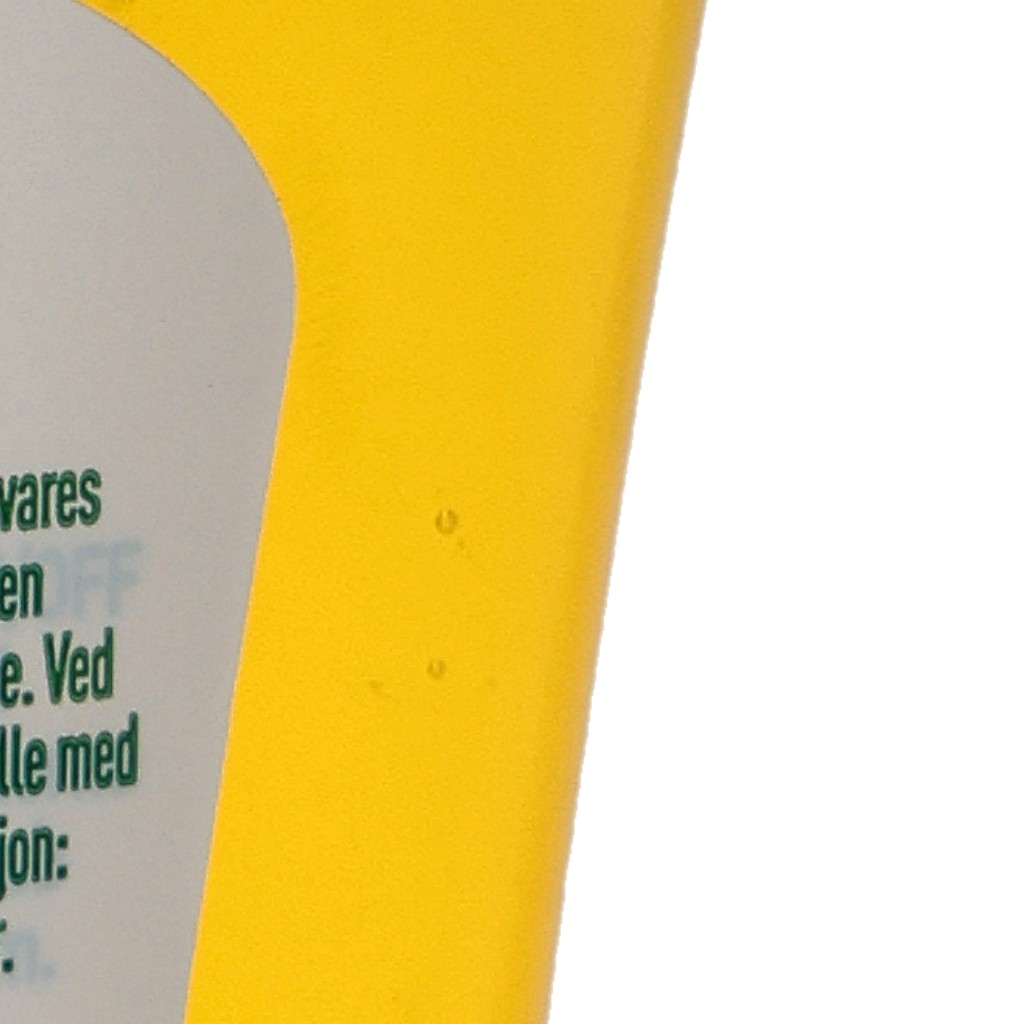 vares
en
e. Ved
lle med
jon: